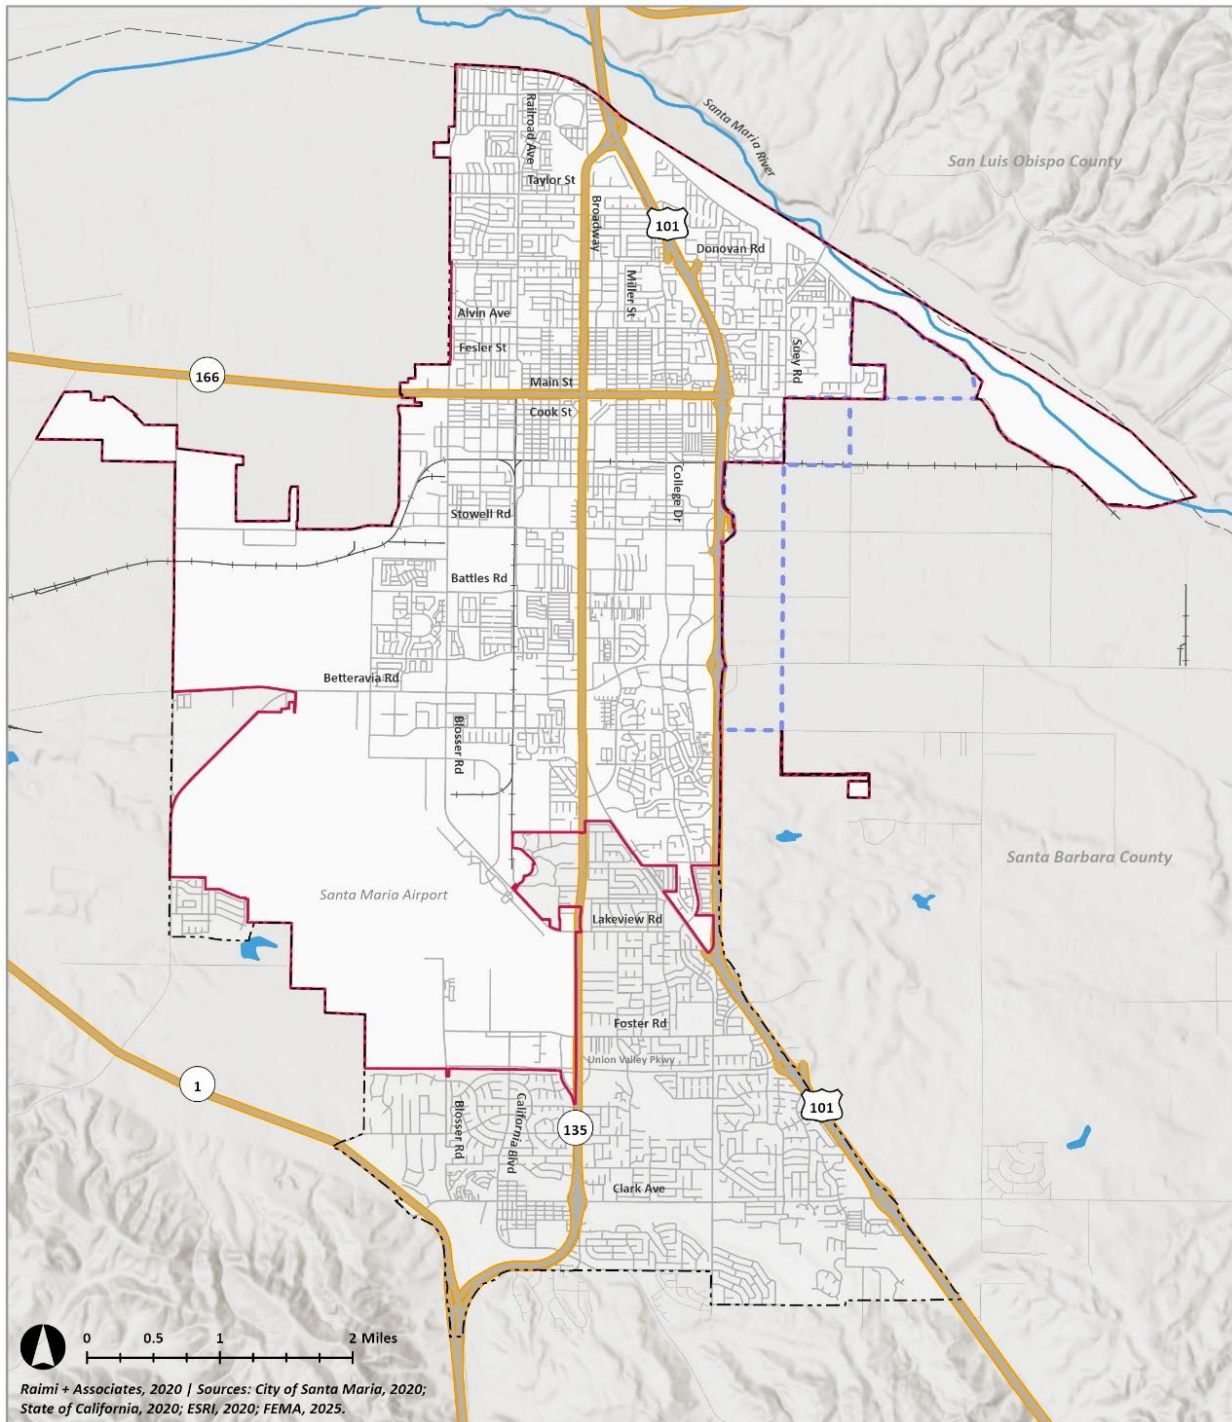 Santa Maria River
San Luis Obispo County
Railroad Ave
Taylor St
Broadway
101
Donovan Rd
Miller St
Alvin Ave
Fesler St
Suey Rd
166
Main St
Cook St
College Dr
Stowell Rd
Battles Rd
Betteravia Rd
Blosser Rd
Santa Barbara County
Santa Maria Airport
Lakeview Rd
Foster Rd
Union Valley Pkwy
1
Blosser Rd
California Blvd
135
101
Clark Ave
0 0.5 1 2 Miles
Raimi + Associates, 2020 | Sources: City of Santa Maria, 2020;
State of California, 2020; ESRI, 2020; FEMA, 2025.